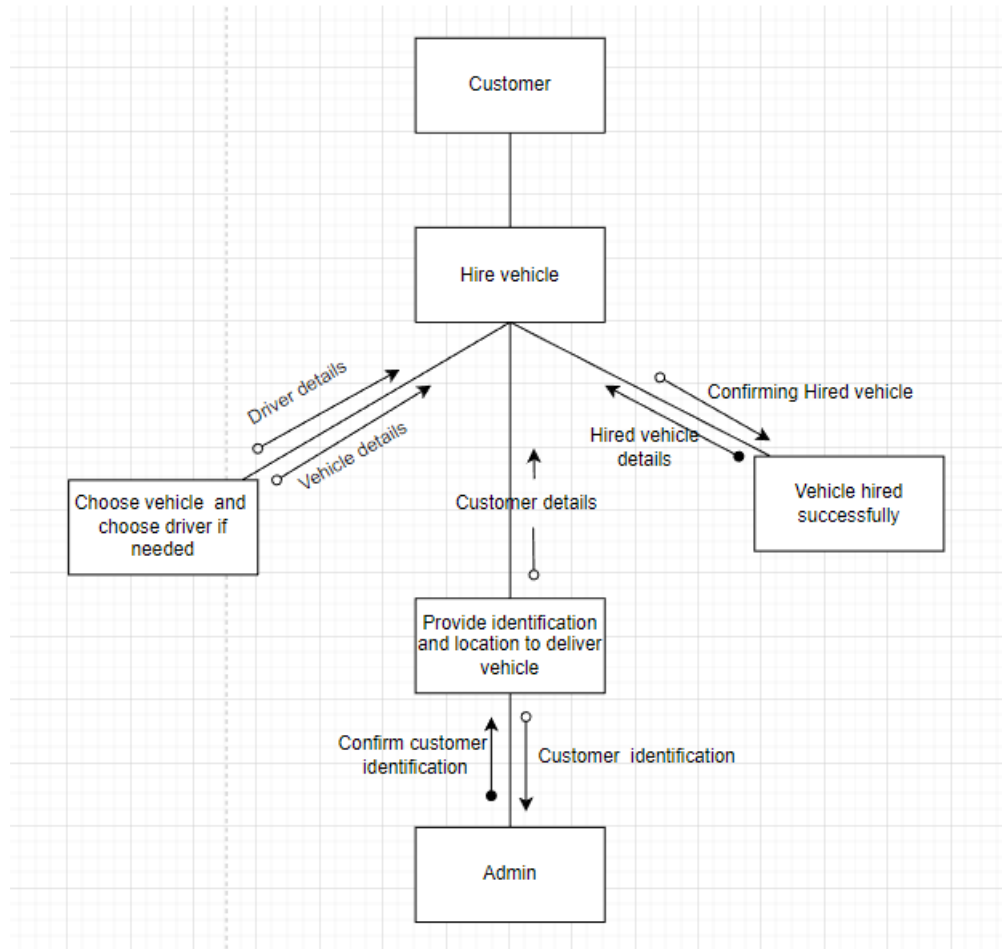 Customer
Hire vehicle
Driver details
Vehicle details
Confirming Hired vehicle
Hired vehicle
details
Choose vehicle  and
choose driver if
needed
Customer details
Vehicle hired
successfully
Provide identification
and location to deliver
vehicle
Confirm customer
identification
Customer  identification
Admin